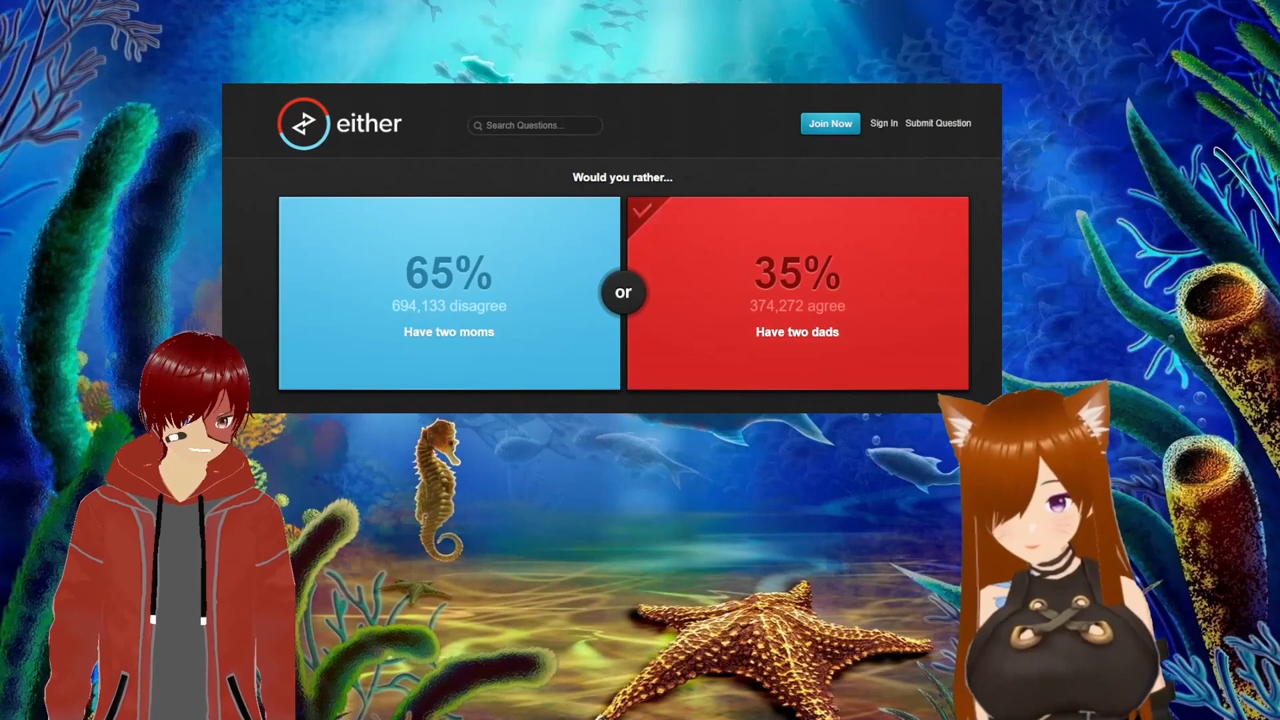 either
Search Questions...
Join Now
Sign In
Submit Question
Would you rather...
65%
694,133 disagree
Have two moms
or
35%
374,272 agree
Have two dads